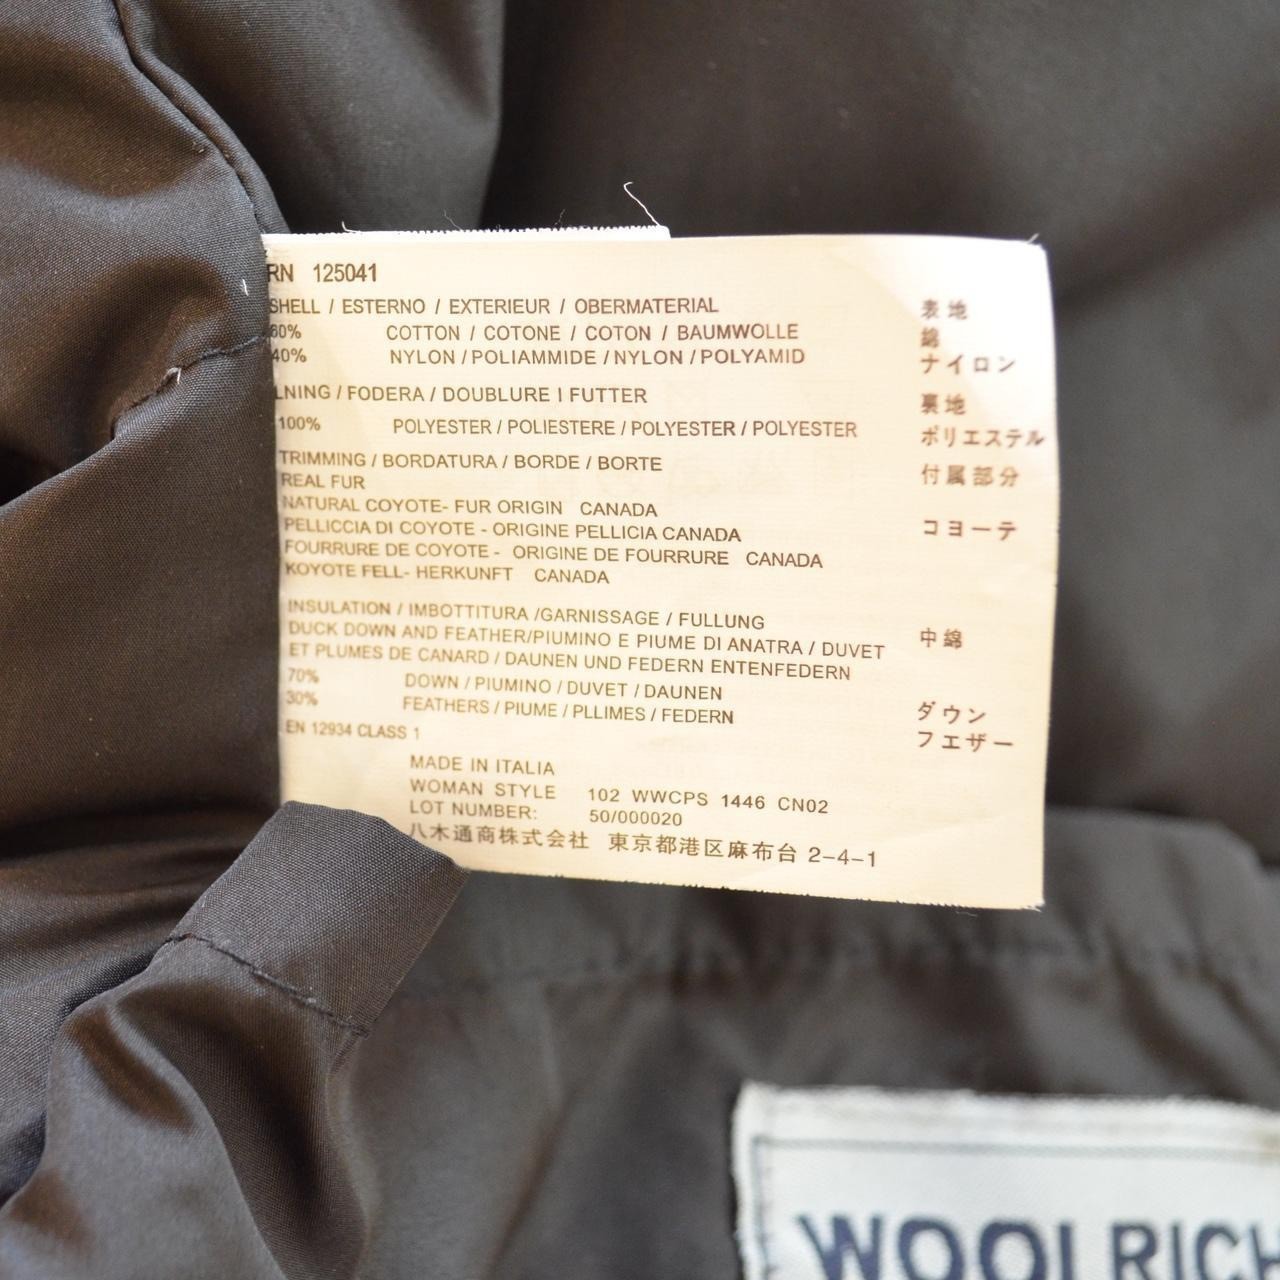 RN 125041
SHELL / ESTERNO / EXTERIEUR / OBERMATERIAL 表地
60% COTTON / COTONE / COTON / BAUMWOLLE 綿
40% NYLON / POLIAMMIDE / NYLON / POLYAMID ナイロン
LNING / FODERA / DOUBLURE I FUTTER 裏地
100% POLYESTER / POLIESTERE / POLYESTER / POLYESTER ポリエステル
TRIMMING / BORDATURA / BORDE / BORTE 付属部分
REAL FUR
NATURAL COYOTE- FUR ORIGIN CANADA
PELLICCIA DI COYOTE - ORIGINE PELLICIA CANADA コヨーテ
FOURRURE DE COYOTE - ORIGINE DE FOURRURE CANADA
KOYOTE FELL- HERKUNFT CANADA
INSULATION / IMBOTTITURA /GARNISSAGE / FULLUNG
DUCK DOWN AND FEATHER/PIUMINO E PIUME DI ANATRA / DUVET 中綿
ET PLUMES DE CANARD / DAUNEN UND FEDERN ENTENFEDERN
70% DOWN / PIUMINO / DUVET / DAUNEN ダウン
30% FEATHERS / PIUME / PLLIMES / FEDERN フエザー
EN 12934 CLASS 1
MADE IN ITALIA
WOMAN STYLE 102 WWCPS 1446 CN02
LOT NUMBER: 50/000020
八木通商株式会社 東京都港区麻布台 2-4-1
WOOLRICH